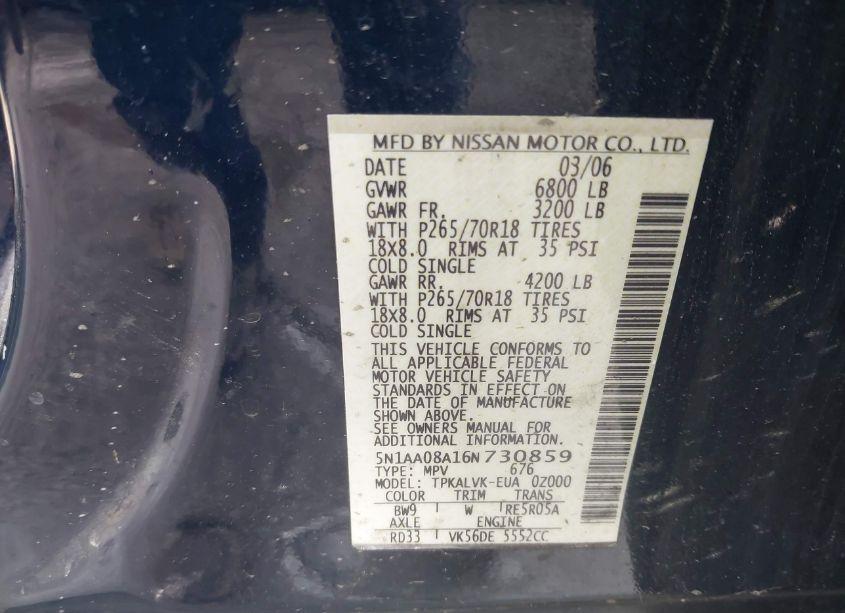 MFD BY NISSAN MOTOR CO., LTD.
DATE 03/06
GVWR 6800 LB
GAWR FR. 3200 LB
WITH P265/70R18 TIRES
18X8.0 RIMS AT 35 PSI
COLD SINGLE
GAWR RR. 4200 LB
WITH P265/70R18 TIRES
18X8.0 RIMS AT 35 PSI
COLD SINGLE
THIS VEHICLE CONFORMS TO
ALL APPLICABLE FEDERAL
MOTOR VEHICLE SAFETY
STANDARDS IN EFFECT ON
THE DATE OF MANUFACTURE
SHOWN ABOVE.
SEE OWNERS MANUAL FOR
ADDITIONAL INFORMATION.
5N1AA08A16N730859
TYPE: MPV 676
MODEL: TPKALVK-EUA 0Z000
COLOR TRIM TRANS
BW9 W RE5R05A
AXLE ENGINE
RD33 VK56DE 5552CC